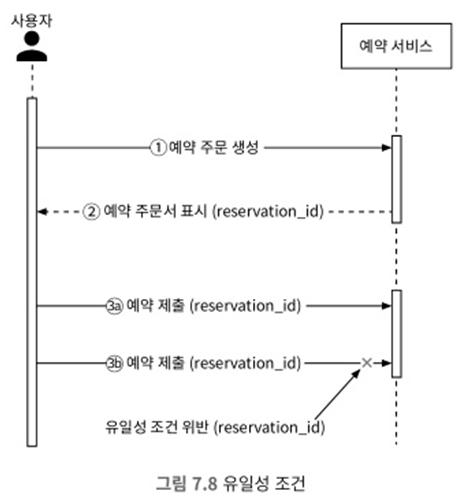 사용자
예약 서비스
① 예약 주문 생성
② 예약 주문서 표시 (reservation_id)
3a 예약 제출 (reservation_id)
3b 예약 제출 (reservation_id)
유일성 조건 위반 (reservation_id)
그림 7.8 유일성 조건